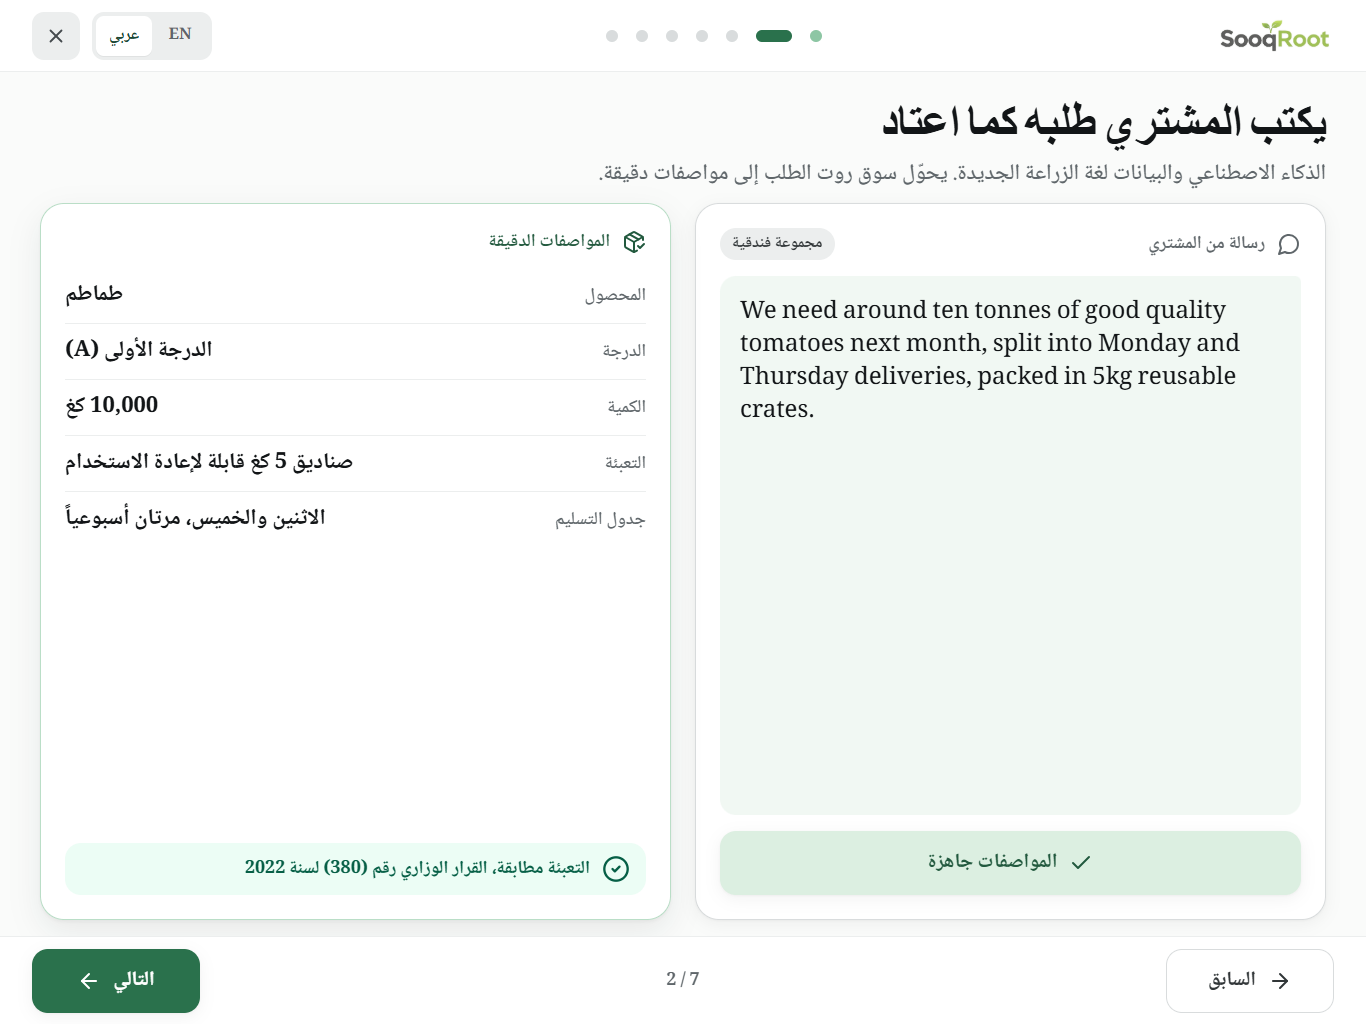 SooqRoot
عربي
EN
يكتب المشتري طلبه كما اعتاد
الذكاء الاصطناعي والبيانات لغة الزراعة الجديدة. يحوّل سوق روت الطلب إلى مواصفات دقيقة.
رسالة من المشتري
مجموعة فندقية
We need around ten tonnes of good quality
tomatoes next month, split into Monday and
Thursday deliveries, packed in 5kg reusable
crates.
المواصفات جاهزة
المواصفات الدقيقة
المحصول
طماطم
الدرجة
الدرجة الأولى (A)
الكمية
10,000 كغ
التعبئة
صناديق 5 كغ قابلة لإعادة الاستخدام
جدول التسليم
الاثنين والخميس، مرتان أسبوعياً
التعبئة مطابقة، القرار الوزاري رقم (380) لسنة 2022
السابق
2 / 7
التالي